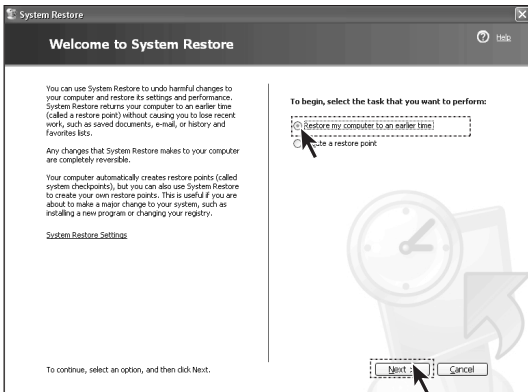 System Restore
Welcome to System Restore
Help
You can use System Restore to undo harmful changes to
your computer and restore its settings and performance.
System Restore returns your computer to an earlier time
(called a restore point) without causing you to lose recent
work, such as saved documents, e-mail, or history and
favorites lists.
Any changes that System Restore makes to your computer
are completely reversible.
Your computer automatically creates restore points (called
system checkpoints), but you can also use System Restore
to create your own restore points. This is useful if you are
about to make a major change to your system, such as
installing a new program or changing your registry.
System Restore Settings
To begin, select the task that you want to perform:
Restore my computer to an earlier time
a restore point
To continue, select an option, and then click Next.
Next >
Cancel